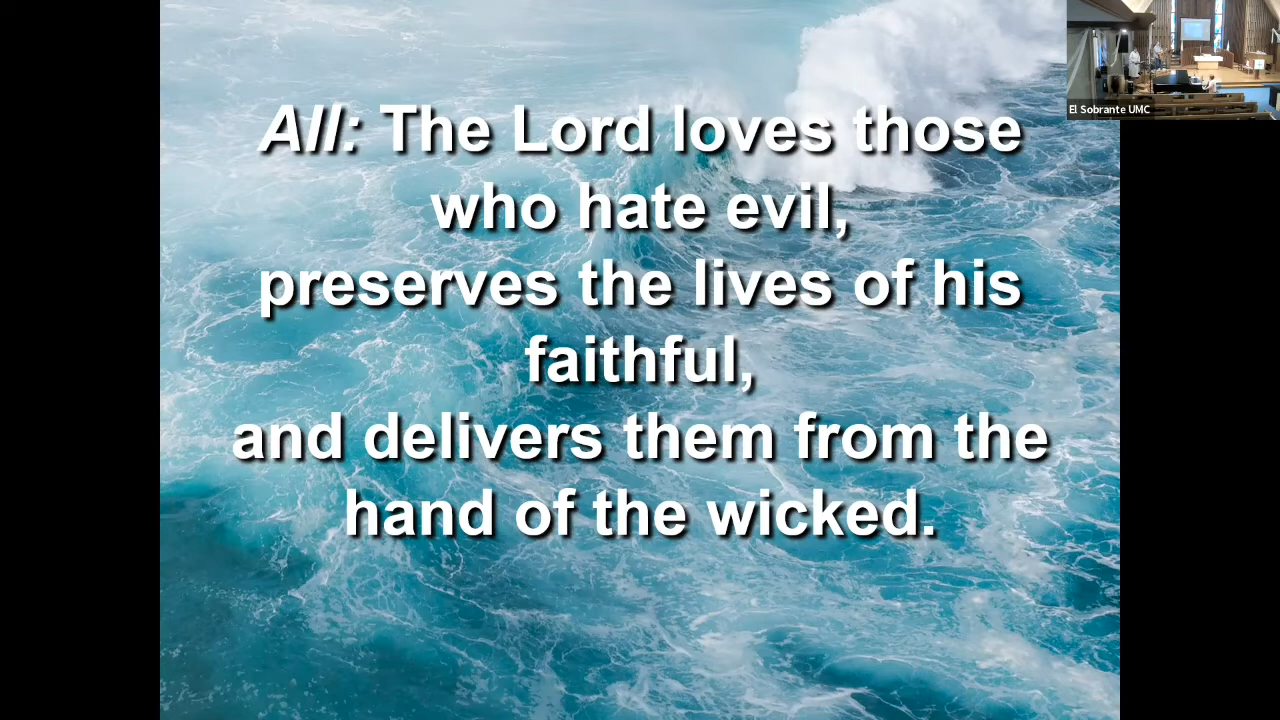 All: The Lord loves those
who hate evil,
preserves the lives of his
faithful,
and delivers them from the
hand of the wicked.
El Sobrante UMC